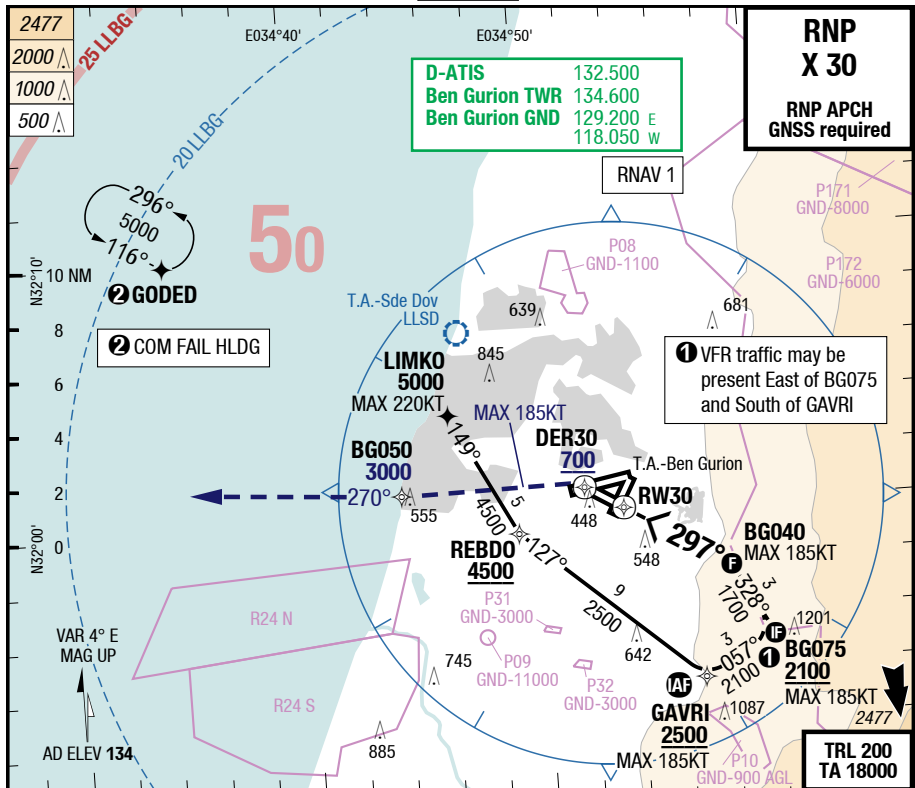 2477
2000
1000
500
25 LLBG
20 LLBG
E034°40'
E034°50'
D-ATIS 132.500
Ben Gurion TWR 134.600
Ben Gurion GND 129.200 E
118.050 W
RNP
X 30
RNP APCH
GNSS required
RNAV 1
P171
GND-8000
P172
GND-6000
P08
GND-1100
50
296°
5000
116°
2 GODED
2 COM FAIL HLDG
N32°10'
10 NM
8
6
4
2
0
N32°00'
T.A.-Sde Dov
LLSD
639
681
845
1 VFR traffic may be
present East of BG075
and South of GAVRI
LIMKO
5000
MAX 220KT
MAX 185KT
149°
5
4500
BG050
3000
270°
555
DER30
700
T.A.-Ben Gurion
RW30
448
548
297°
BG040
MAX 185KT
F
REBDO
4500
127°
9
2500
328°
3
1700
1201
IF
1 BG075
2100
MAX 185KT
057°
3
2100
P31
GND-3000
P09
GND-11000
642
P32
GND-3000
IAF
GAVRI
2500
MAX 185KT
1087
P10
GND-900 AGL
R24 N
R24 S
745
885
VAR 4° E
MAG UP
AD ELEV 134
2477
TRL 200
TA 18000